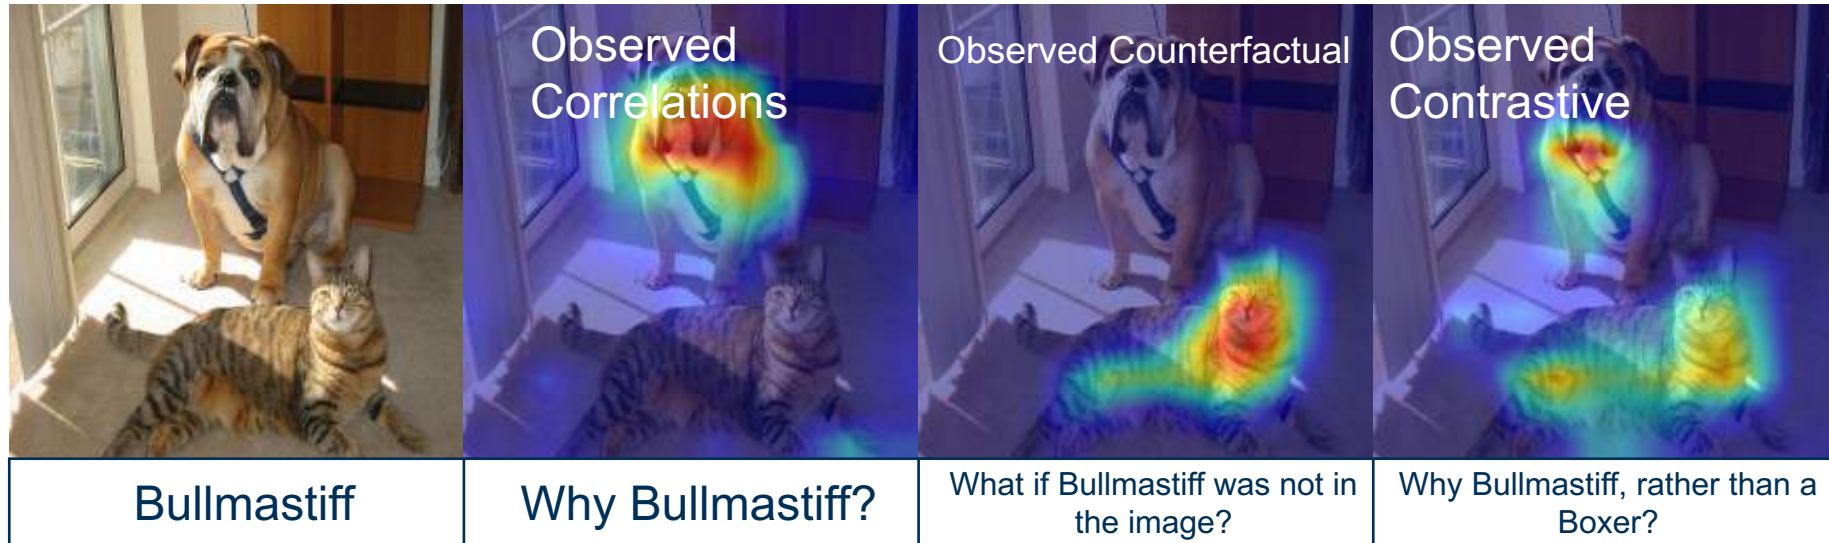 Observed
Correlations
Observed Counterfactual
Observed
Contrastive
Bullmastiff
Why Bullmastiff?
What if Bullmastiff was not in
the image?
Why Bullmastiff, rather than a
Boxer?